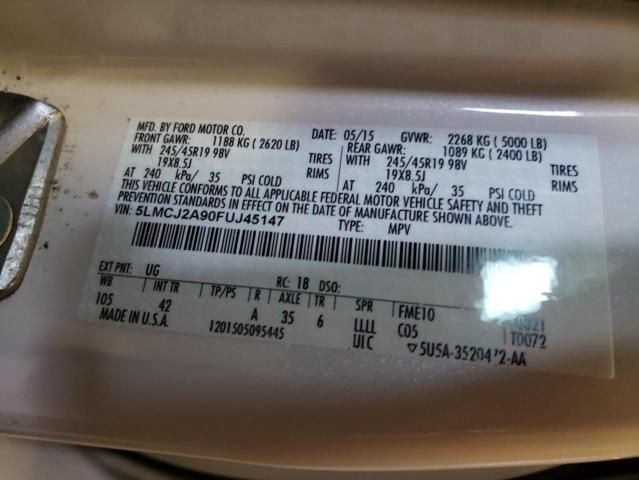 MFD. BY FORD MOTOR CO. DATE: 05/15 GVWR: 2268 KG ( 5000 LB)
FRONT GAWR: 1188 KG ( 2620 LB) REAR GAWR: 1089 KG ( 2400 LB)
WITH 245/45R19 98V TIRES WITH 245/45R19 98V TIRES
19X8.5J RIMS 19X8.5J RIMS
AT 240 kPa/ 35 PSI COLD AT 240 kPa/ 35 PSI COLD
THIS VEHICLE CONFORMS TO ALL APPLICABLE FEDERAL MOTOR VEHICLE SAFETY AND THEFT
PREVENTION STANDARDS IN EFFECT ON THE DATE OF MANUFACTURE SHOWN ABOVE.
VIN: 5LMCJ2A90FUJ45147 TYPE: MPV
EXT PNT: UG RC: 18 DSO:
WB INT TR TP/PS R AXLE TR SPR FME10
105 42 A 35 6 LLLL C05
MADE IN U.S.A. 1201505095445 UIC T0072
▽5U5A-3520472-AA